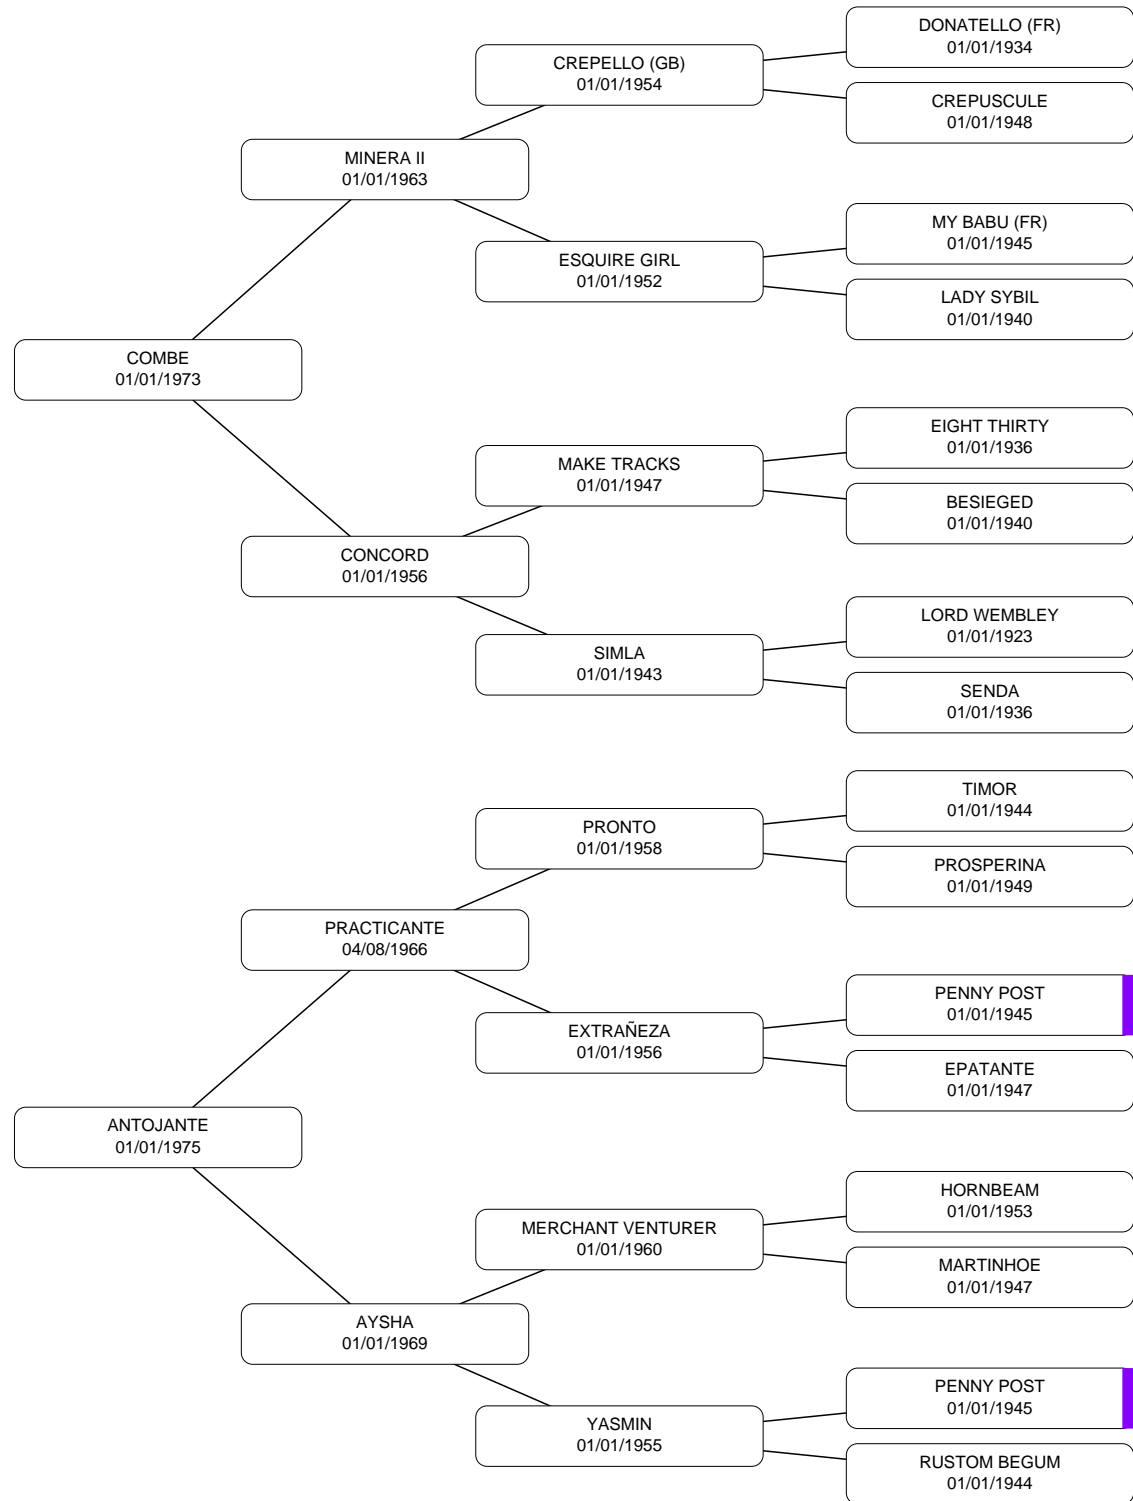 DONATELLO (FR)
01/01/1934
CREPELLO (GB)
01/01/1954
CREPUSCULE
01/01/1948
MINERA II
01/01/1963
MY BABU (FR)
01/01/1945
ESQUIRE GIRL
01/01/1952
LADY SYBIL
01/01/1940
COMBE
01/01/1973
EIGHT THIRTY
01/01/1936
MAKE TRACKS
01/01/1947
BESIEGED
01/01/1940
CONCORD
01/01/1956
LORD WEMBLEY
01/01/1923
SIMLA
01/01/1943
SENDA
01/01/1936
TIMOR
01/01/1944
PRONTO
01/01/1958
PROSPERINA
01/01/1949
PRACTICANTE
04/08/1966
PENNY POST
01/01/1945
EXTRAÑEZA
01/01/1956
EPATANTE
01/01/1947
ANTOJANTE
01/01/1975
HORNBEAM
01/01/1953
MERCHANT VENTURER
01/01/1960
MARTINHOE
01/01/1947
AYSHA
01/01/1969
PENNY POST
01/01/1945
YASMIN
01/01/1955
RUSTOM BEGUM
01/01/1944